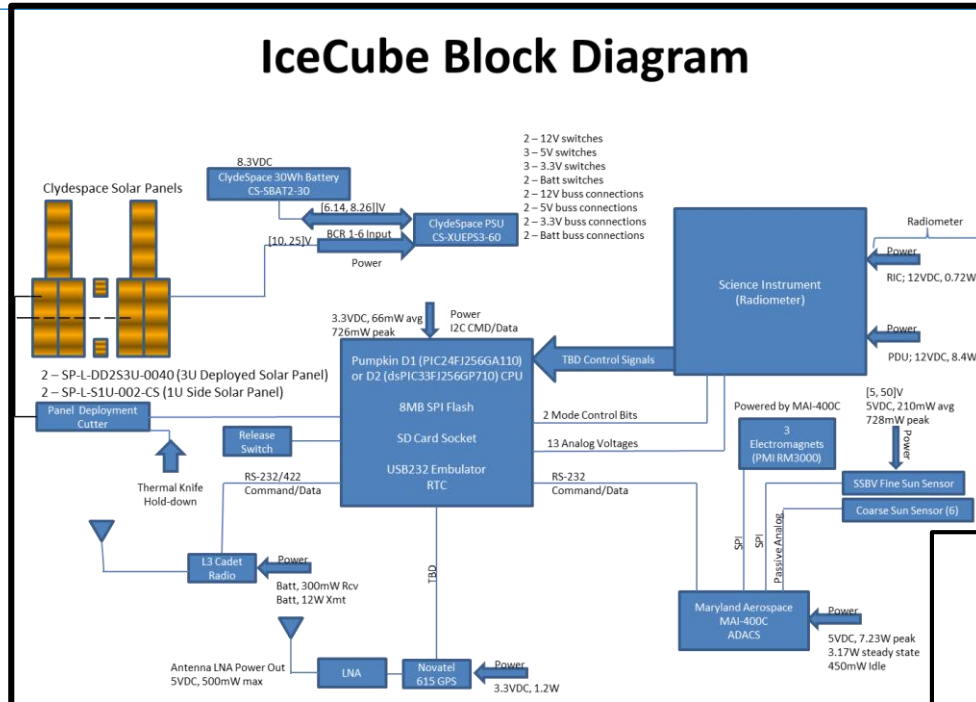 IceCube Block Diagram
Clydespace Solar Panels
8.3VDC
ClydeSpace 30Wh Battery
CS-SBAT2-30
[6.14, 8.26]]V
[10, 25]V
BCR 1-6 Input
Power
ClydeSpace PSU
CS-XUEPS3-60
2 – 12V switches
3 – 5V switches
3 – 3.3V switches
2 – Batt switches
2 – 12V buss connections
2 – 5V buss connections
2 – 3.3V buss connections
2 – Batt buss connections
Science Instrument
(Radiometer)
Radiometer
Power
RIC; 12VDC, 0.72W
Power
PDU; 12VDC, 8.4W
3.3VDC, 66mW avg
726mW peak
Power
I2C CMD/Data
Pumpkin D1 (PIC24FJ256GA110)
or D2 (dsPIC33FJ256GP710) CPU
8MB SPI Flash
SD Card Socket
USB232 Embulator
RTC
TBD Control Signals
2 Mode Control Bits
13 Analog Voltages
2 – SP-L-DD2S3U-0040 (3U Deployed Solar Panel)
2 – SP-L-S1U-002-CS (1U Side Solar Panel)
Panel Deployment
Cutter
Release
Switch
Thermal Knife
Hold-down
RS-232/422
Command/Data
RS-232
Command/Data
Powered by MAI-400C
3
Electromagnets
(PMI RM3000)
[5, 50]V
5VDC, 210mW avg
728mW peak
Power
SSBV Fine Sun Sensor
Coarse Sun Sensor (6)
SPI
SPI
Passive Analog
L3 Cadet
Radio
Power
Batt, 300mW Rcv
Batt, 12W Xmt
TBD
Maryland Aerospace
MAI-400C
ADACS
Power
5VDC, 7.23W peak
3.17W steady state
450mW Idle
Antenna LNA Power Out
5VDC, 500mW max
LNA
Novatel
615 GPS
Power
3.3VDC, 1.2W